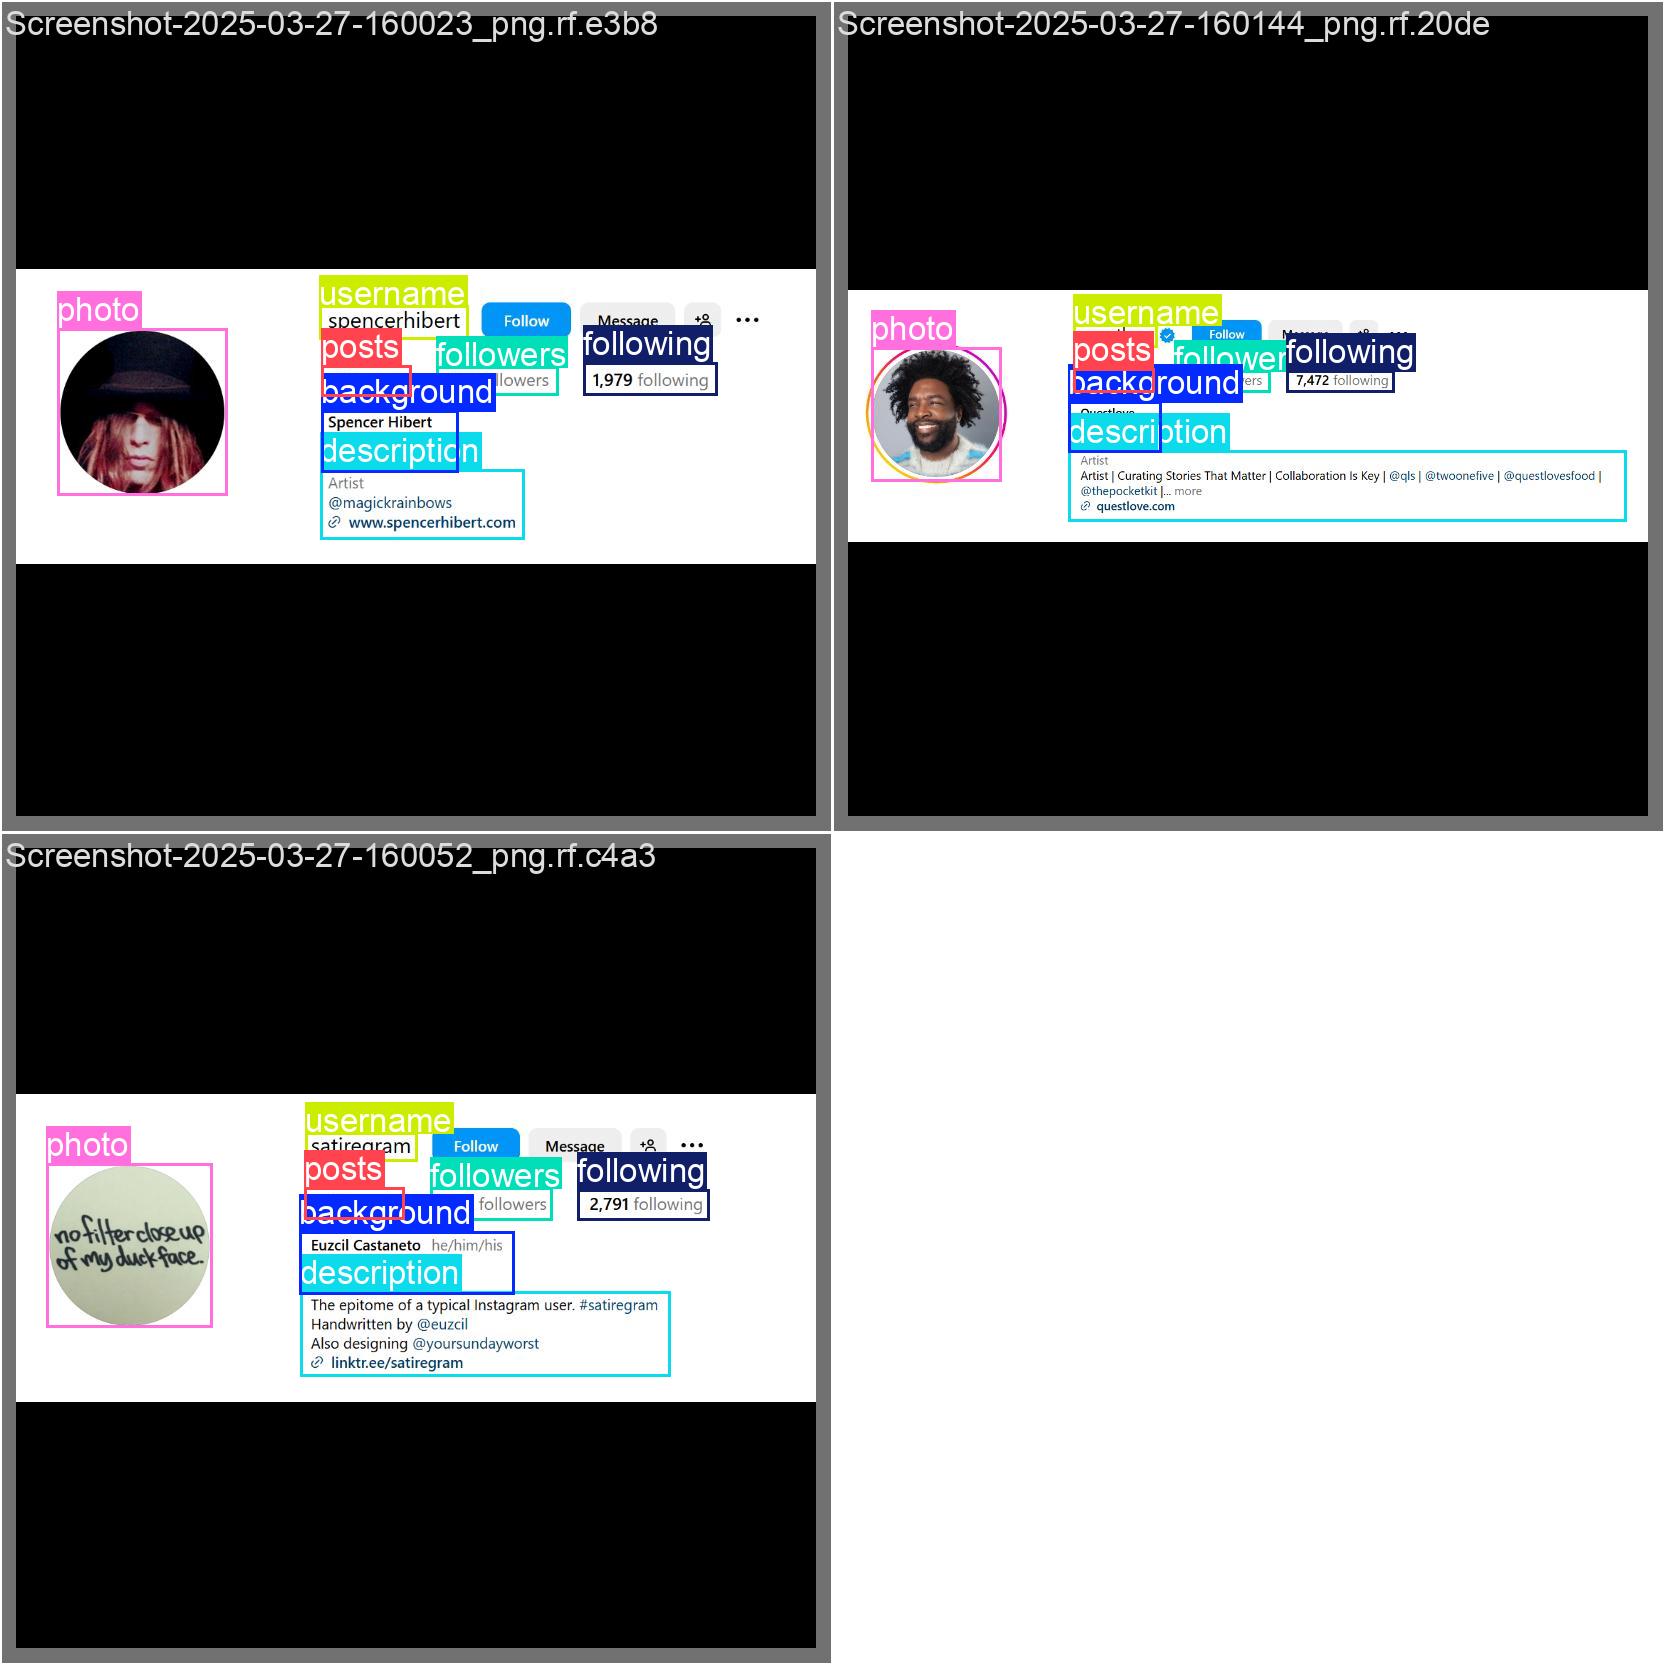 Screenshot-2025-03-27-160023_png.rf.e3b8
photo
username
spencerhibert
Follow
Message
posts
followers
following
1,979 following
background
Spencer Hibert
description
Artist
@magickrainbows
www.spencerhibert.com
Screenshot-2025-03-27-160144_png.rf.20de
photo
username
Follow
Message
posts
follower
following
7,472 following
background
Questlove
description
Artist
Artist | Curating Stories That Matter | Collaboration Is Key | @qls | @twoonefive | @questlovesfood |
@thepocketkit |... more
questlove.com
Screenshot-2025-03-27-160052_png.rf.c4a3
photo
no filter close up
of my duck face.
username
satiregram
Follow
Message
posts
followers
following
followers
2,791 following
background
Euzcil Castaneto he/him/his
description
The epitome of a typical Instagram user. #satiregram
Handwritten by @euzcil
Also designing @yoursundayworst
linktr.ee/satiregram